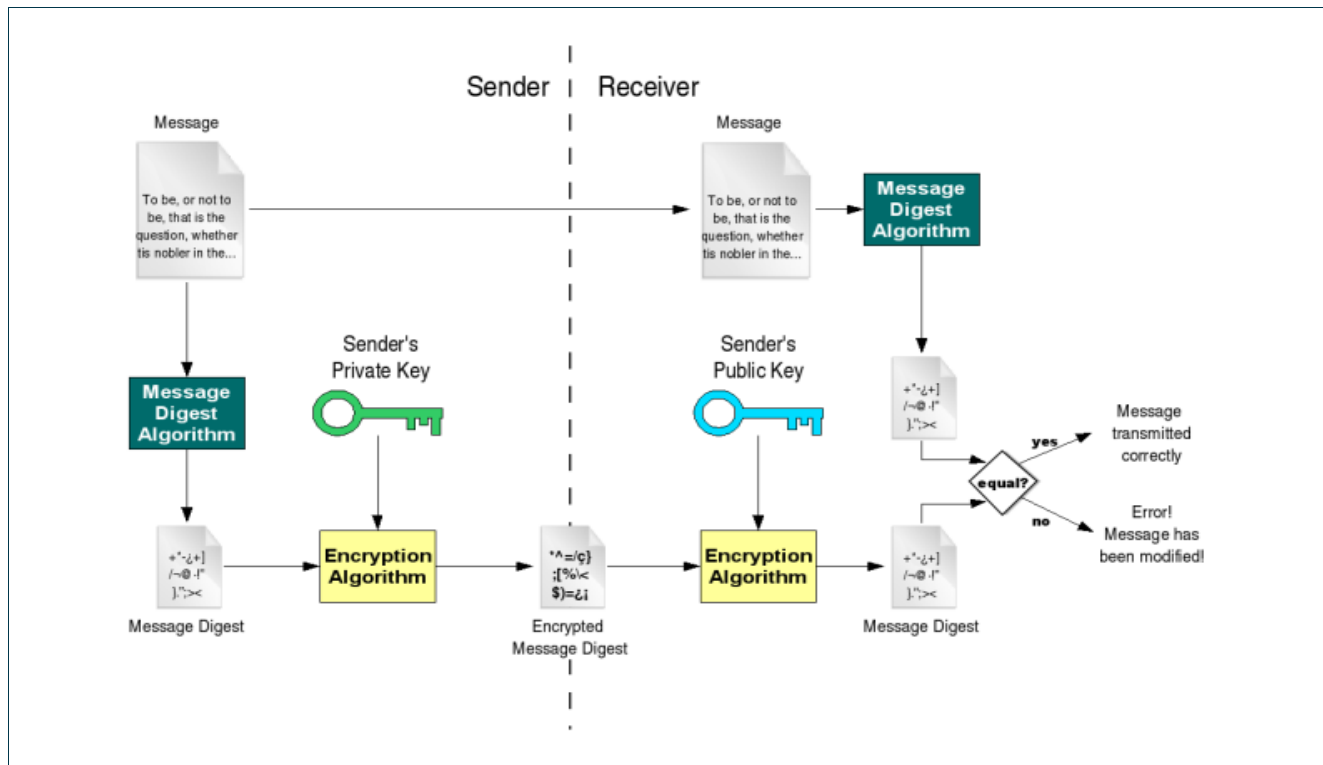 Sender
Receiver
Message
To be, or not to
be, that is the
question, whether
tis nobler in the...
Message
To be, or not to
be, that is the
question, whether
tis nobler in the...
Message
Digest
Algorithm
Sender's
Private Key
Sender's
Public Key
Message
Digest
Algorithm
+*-¿+]
/¬@·!"
}.";><
Message
transmitted
correctly
yes
equal?
no
Error!
Message has
been modified!
+*-¿+]
/¬@·!"
}.";><
Message Digest
Encryption
Algorithm
*^=/ç}
;[%\<
$)=¿¡
Encrypted
Message Digest
Encryption
Algorithm
+*-¿+]
/¬@·!"
}.";><
Message Digest